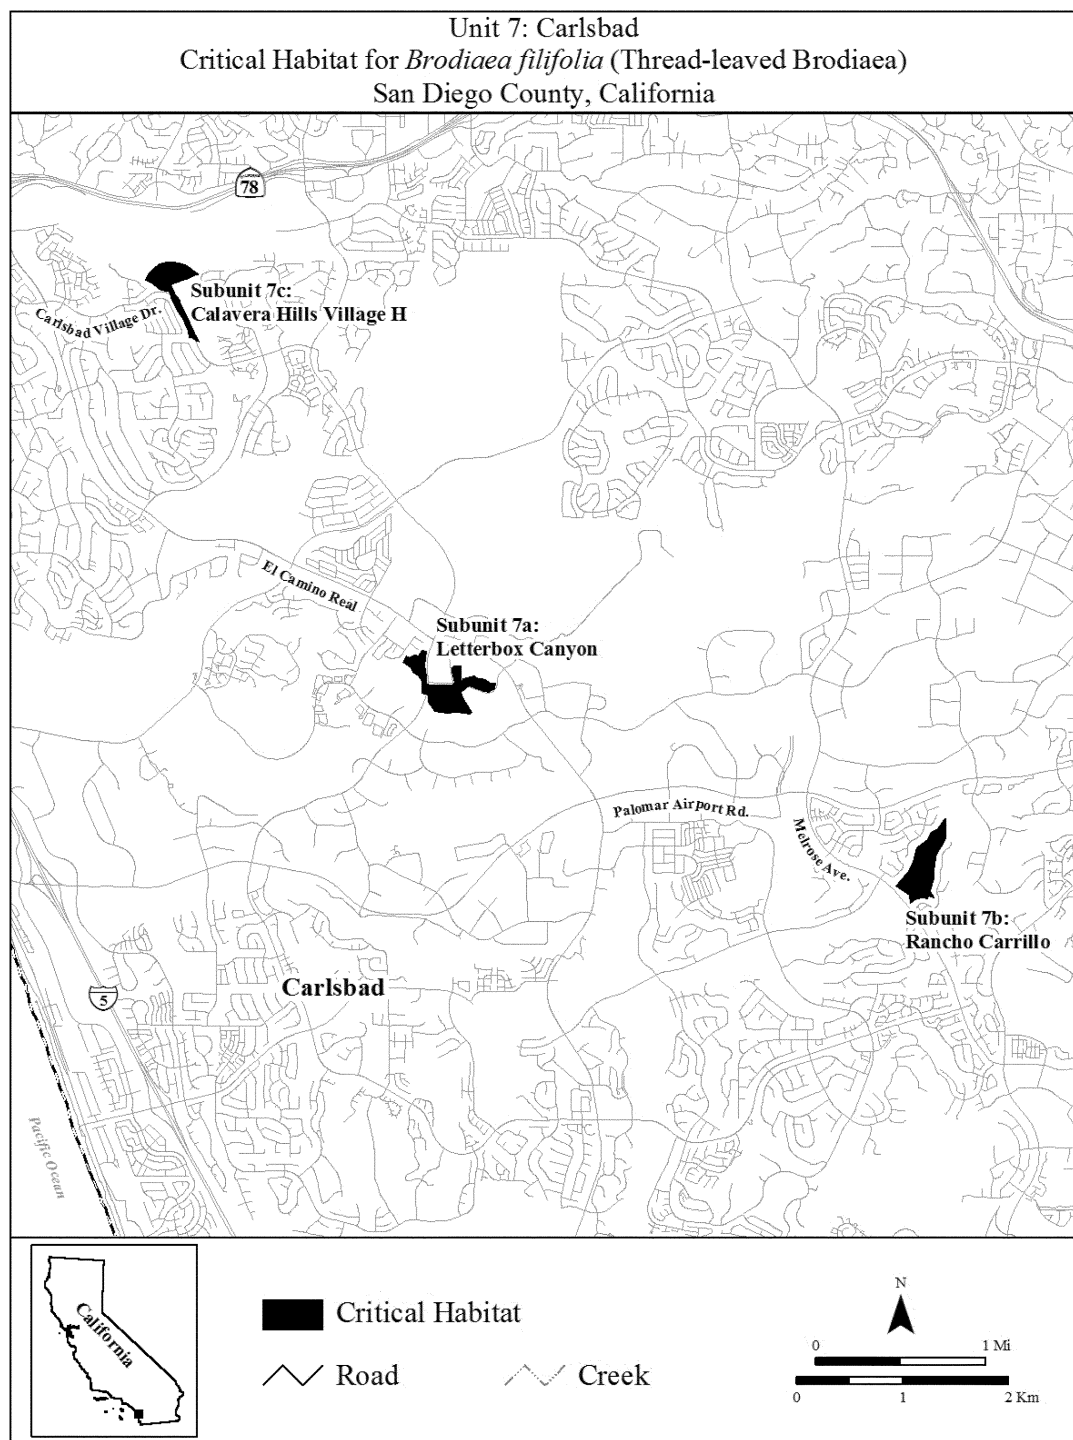 Unit 7: Carlsbad
Critical Habitat for Brodiaea filifolia (Thread-leaved Brodiaea)
San Diego County, California
78
Subunit 7c:
Calavera Hills Village H
Carlsbad Village Dr.
El Camino Real
Subunit 7a:
Letterbox Canyon
Palomar Airport Rd.
Melrose Ave.
Subunit 7b:
Rancho Carrillo
Carlsbad
5
Pacific Ocean
California
Critical Habitat
Road
Creek
N
0 1 Mi
0 1 2 Km